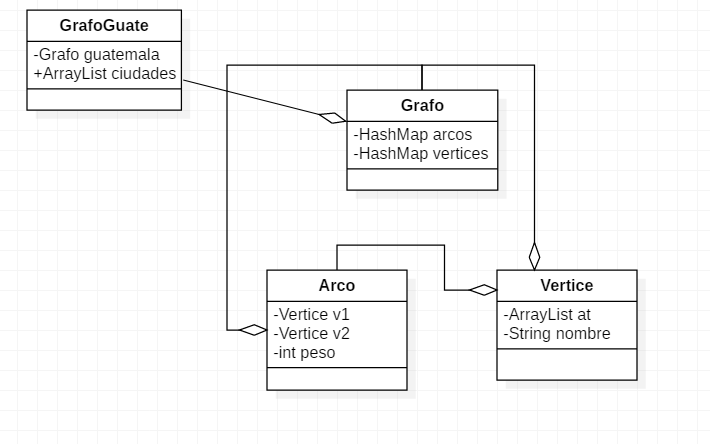 GrafoGuate
-Grafo guatemala
+ArrayList ciudades
Grafo
-HashMap arcos
-HashMap vertices
Arco
-Vertice v1
-Vertice v2
-int peso
Vertice
-ArrayList at
-String nombre